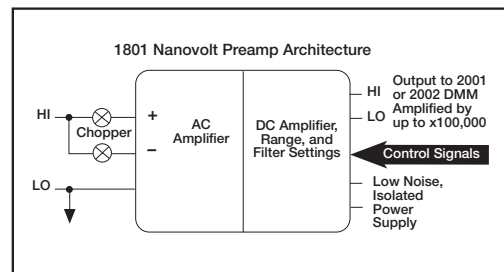 1801 Nanovolt Preamp Architecture
HI
Chopper
LO
+
–
AC
Amplifier
DC Amplifier,
Range, and
Filter Settings
HI
LO
Output to 2001
or 2002 DMM
Amplified by
up to x100,000
Control Signals
Low Noise,
Isolated
Power
Supply